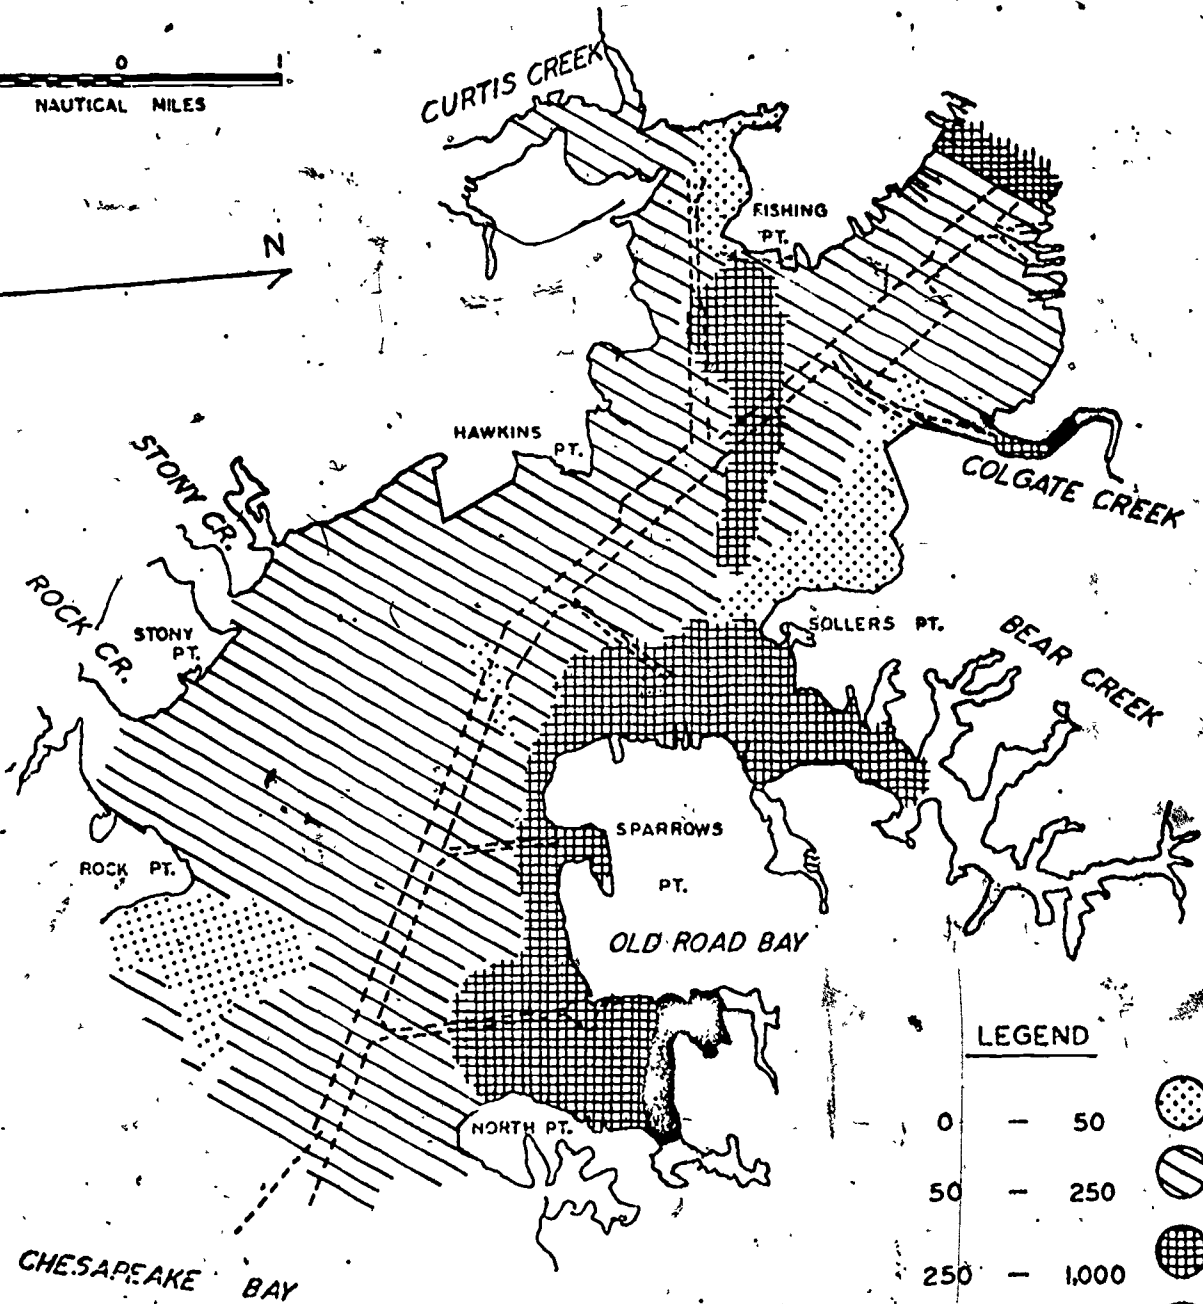 0 1
NAUTICAL MILES
CURTIS CREEK
N
FISHING
PT.
HAWKINS
PT.
STONY CR.
COLGATE CREEK
ROCK CR.
STONY
PT.
SOLLERS PT.
BEAR CREEK
SPARROWS
PT.
ROCK PT.
OLD ROAD BAY
LEGEND
0 — 50
NORTH PT.
50 — 250
250 — 1,000
CHESAPEAKE BAY